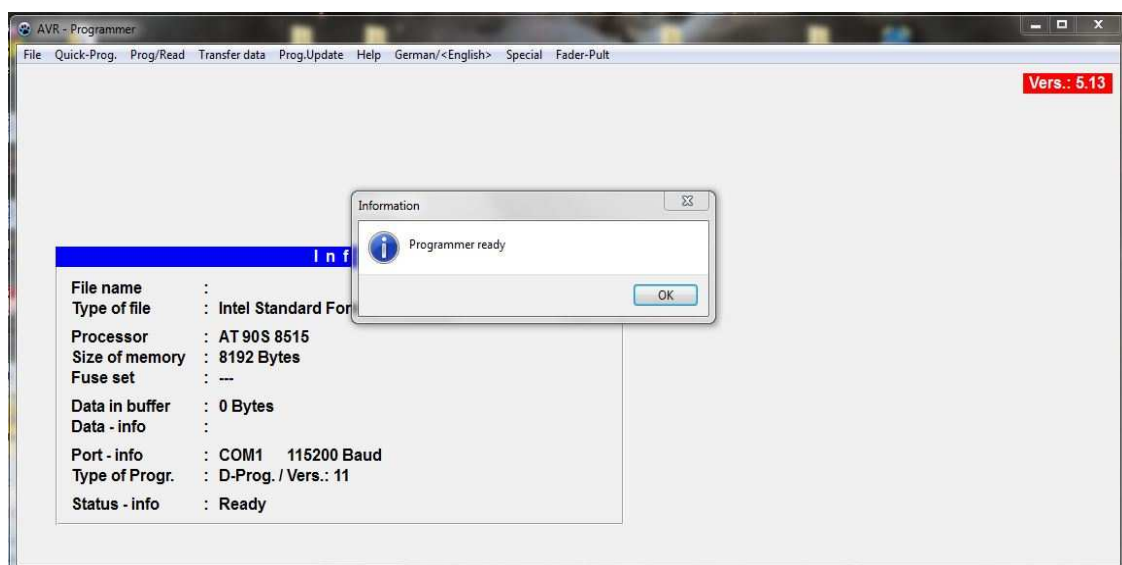 AVR - Programmer
File Quick-Prog. Prog/Read Transfer data Prog.Update Help German/<English> Special Fader-Pult
Vers.: 5.13
Information
Programmer ready
OK
I n f
File name :
Type of file : Intel Standard For
Processor : AT 90S 8515
Size of memory : 8192 Bytes
Fuse set : ---
Data in buffer : 0 Bytes
Data - info :
Port - info : COM1 115200 Baud
Type of Progr. : D-Prog. / Vers.: 11
Status - info : Ready